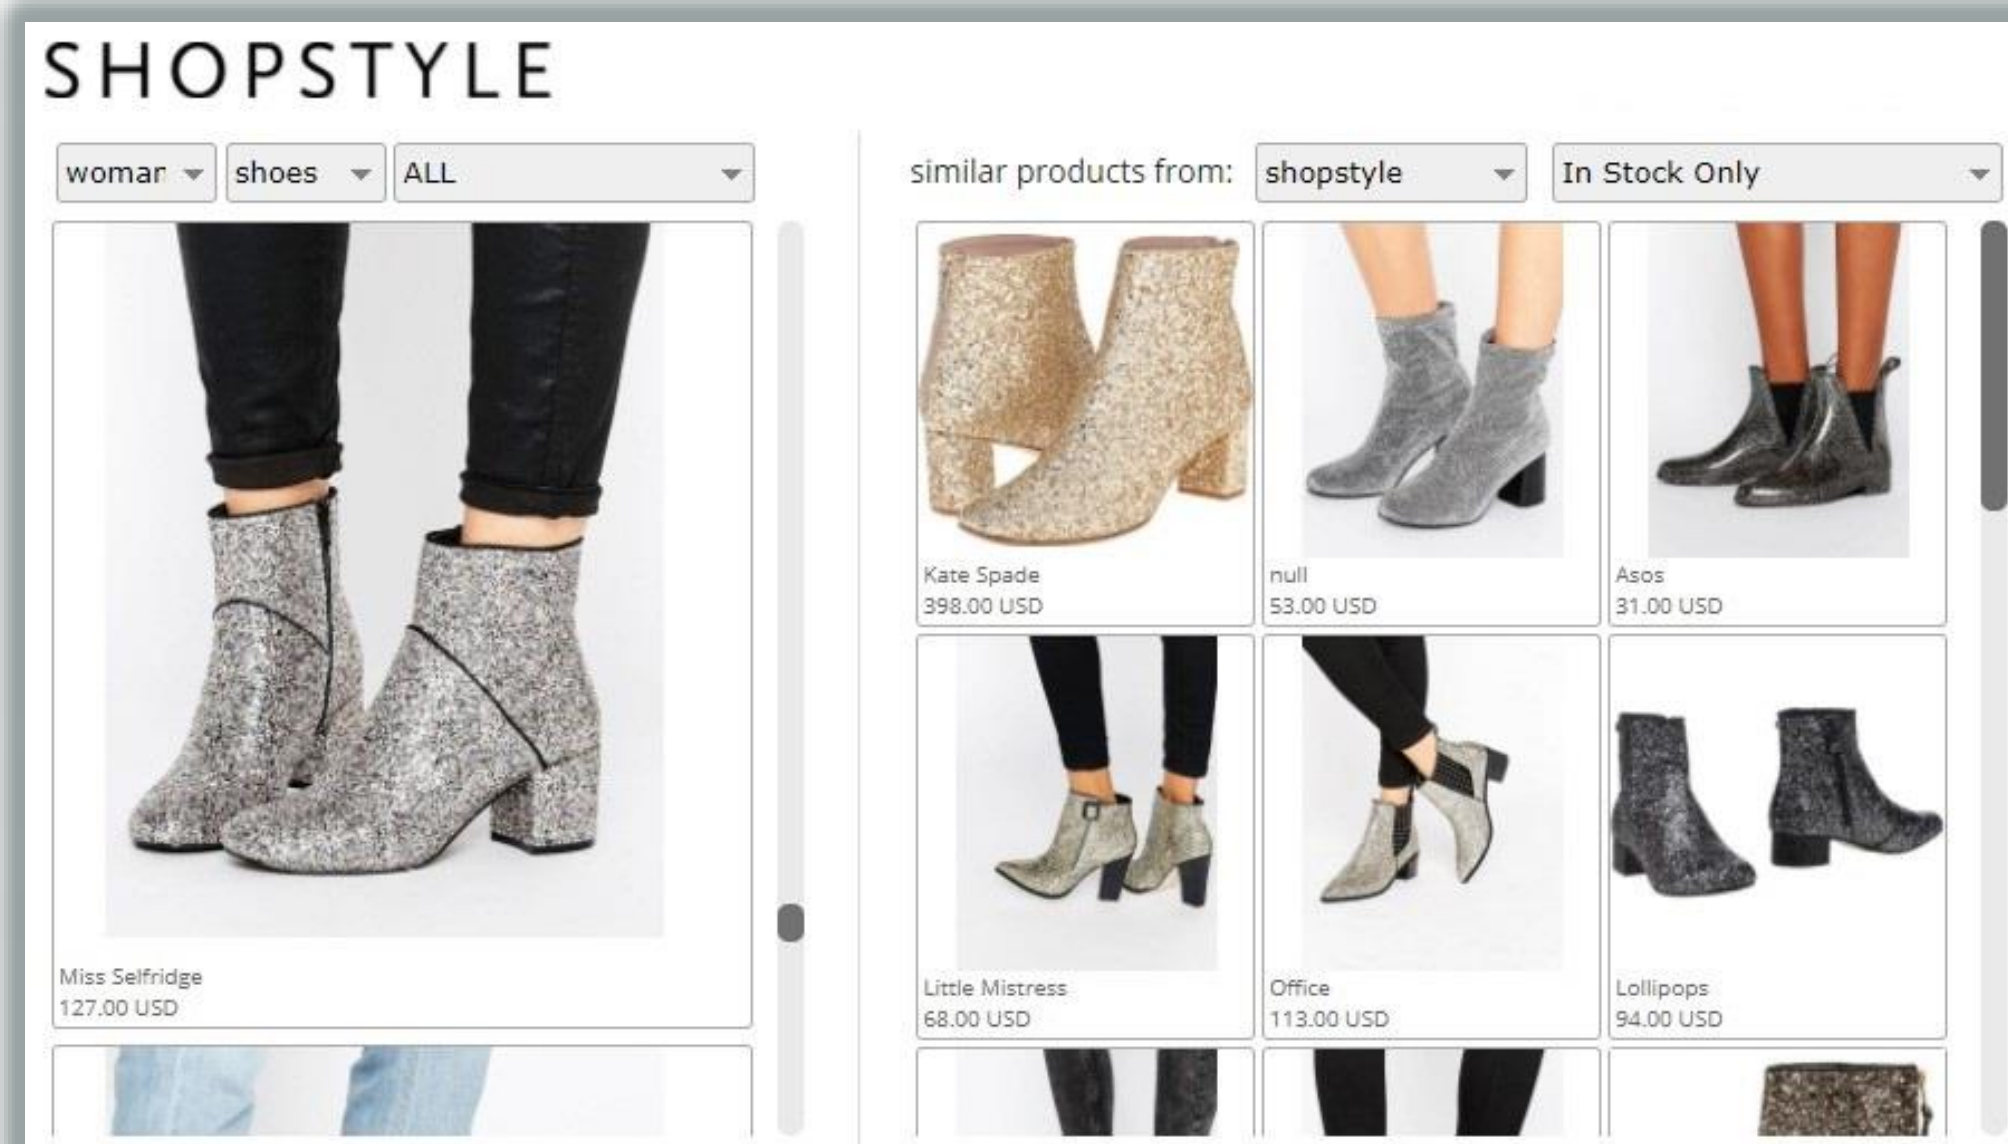 SHOPSTYLE
woman shoes ALL
Miss Selfridge
127.00 USD
similar products from: shopstyle In Stock Only
Kate Spade
398.00 USD
null
53.00 USD
Asos
31.00 USD
Little Mistress
68.00 USD
Office
113.00 USD
Lollipops
94.00 USD